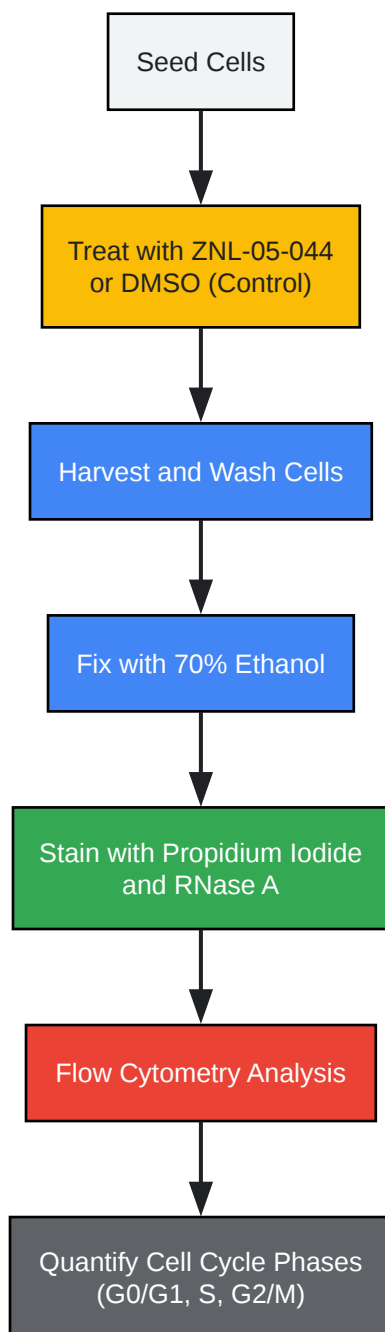 Seed Cells
Treat with ZNL-05-044
or DMSO (Control)
Harvest and Wash Cells
Fix with 70% Ethanol
Stain with Propidium Iodide
and RNase A
Flow Cytometry Analysis
Quantify Cell Cycle Phases
(G0/G1, S, G2/M)